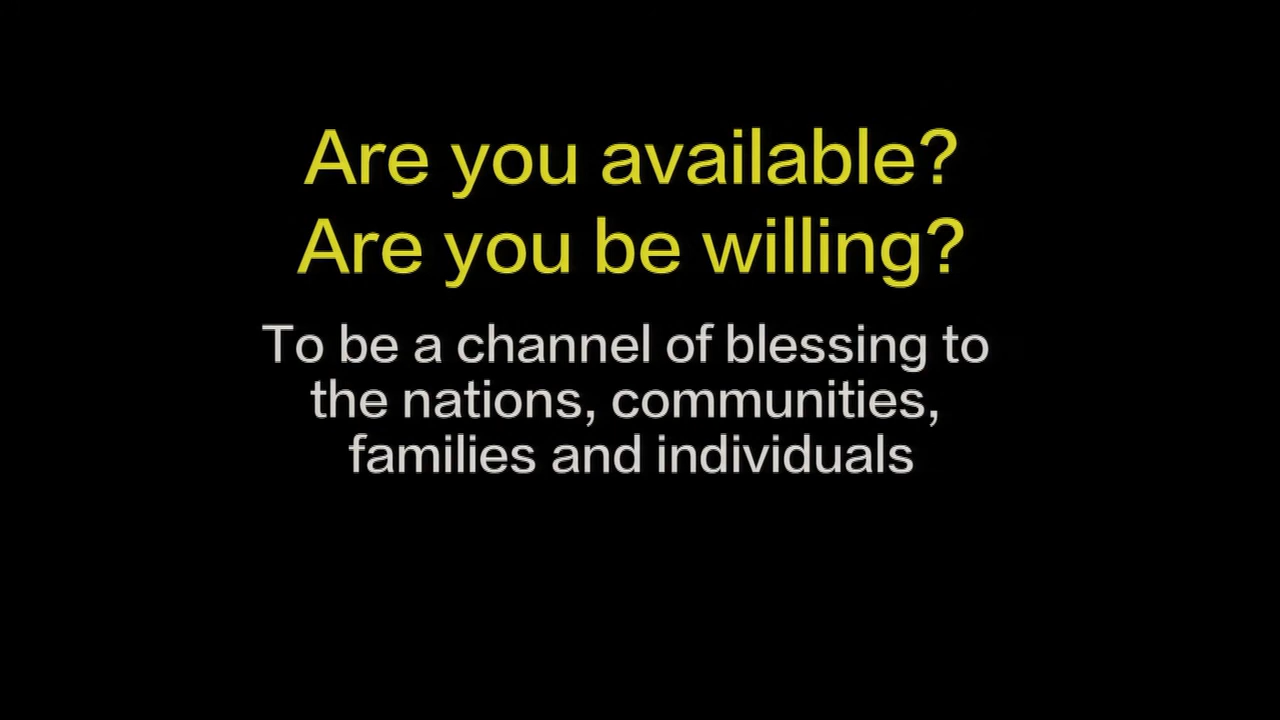 Are you available?
Are you be willing?
To be a channel of blessing to
the nations, communities,
families and individuals